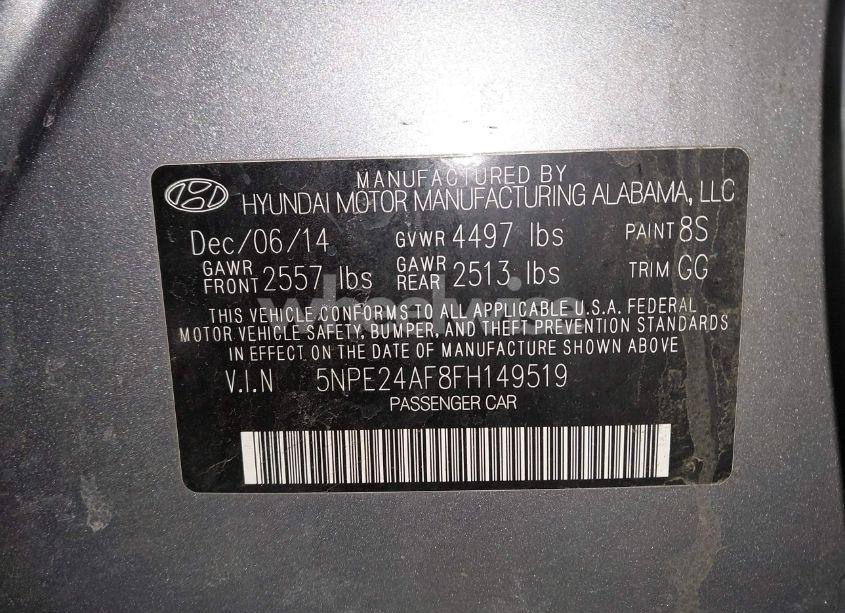 MANUFACTURED BY
HYUNDAI MOTOR MANUFACTURING ALABAMA, LLC
Dec/06/14 GVWR 4497 lbs PAINT 8S
GAWR FRONT 2557 lbs GAWR REAR 2513 lbs TRIM GG
wheelwise
THIS VEHICLE CONFORMS TO ALL APPLICABLE U.S.A. FEDERAL
MOTOR VEHICLE SAFETY, BUMPER, AND THEFT PREVENTION STANDARDS
IN EFFECT ON THE DATE OF MANUFACTURE SHOWN ABOVE
V.I.N 5NPE24AF8FH149519
PASSENGER CAR